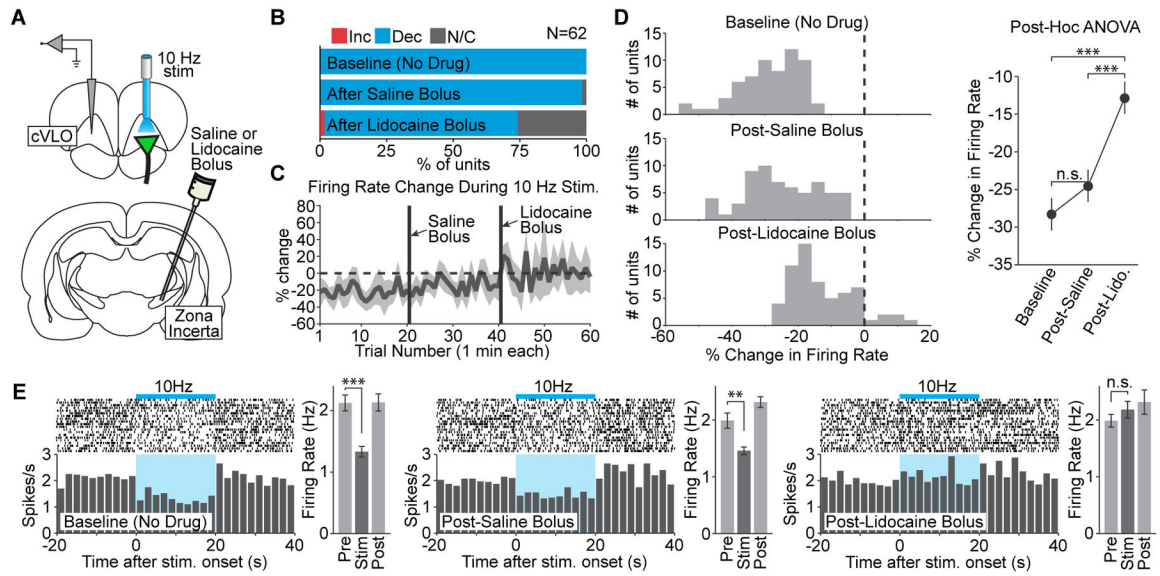 A
10 Hz
stim
cVLO
Saline or
Lidocaine
Bolus
Zona
Incerta
B
Inc Dec N/C N=62
Baseline (No Drug)
After Saline Bolus
After Lidocaine Bolus
0 25 50 75 100
% of units
C
Firing Rate Change During 10 Hz Stim.
Saline
Bolus
Lidocaine
Bolus
% change
80
60
40
20
0
-20
-40
-60
1 10 20 30 40 50 60
Trial Number (1 min each)
D
Baseline (No Drug)
# of units
15
10
5
0
Post-Saline Bolus
# of units
15
10
5
0
Post-Lidocaine Bolus
# of units
15
10
5
0
-60 -40 -20 0 20
% Change in Firing Rate
Post-Hoc ANOVA
***
***
n.s.
% Change in Firing Rate
-10
-15
-20
-25
-30
-35
Baseline
Post-Saline
Post-Lido.
E
10Hz
Spikes/s
3
2
1
0
Baseline (No Drug)
-20 0 20 40
Time after stim. onset (s)
***
Firing Rate (Hz)
2
1
0
Pre
Stim
Post
10Hz
Spikes/s
3
2
1
0
Post-Saline Bolus
-20 0 20 40
Time after stim. onset (s)
**
Firing Rate (Hz)
2
1
0
Pre
Stim
Post
10Hz
Spikes/s
3
2
1
0
Post-Lidocaine Bolus
-20 0 20 40
Time after stim. onset (s)
n.s.
Firing Rate (Hz)
2
1
0
Pre
Stim
Post